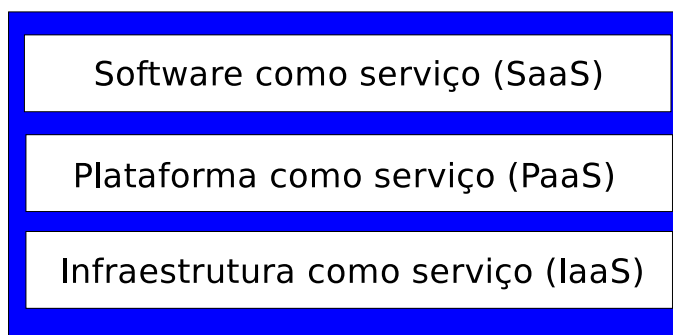 Software como serviço (SaaS)
Plataforma como serviço (PaaS)
Infraestrutura como serviço (IaaS)